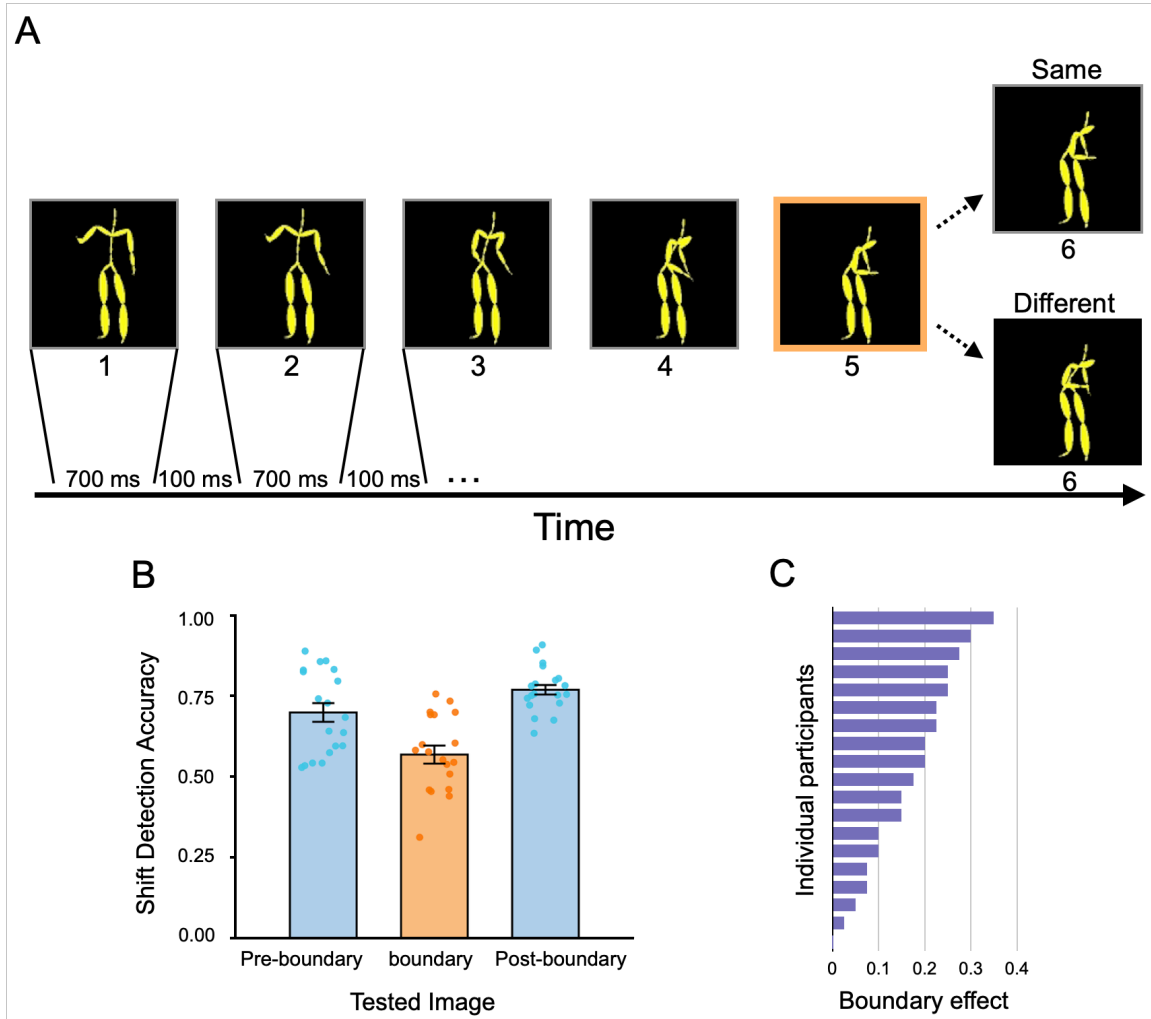 A
Same
6
Different
6
1
2
3
4
5
700 ms
100 ms
700 ms
100 ms
...
Time
B
Shift Detection Accuracy
1.00
0.75
0.50
0.25
0.00
Pre-boundary
boundary
Post-boundary
Tested Image
C
Individual participants
0
0.1
0.2
0.3
0.4
Boundary effect